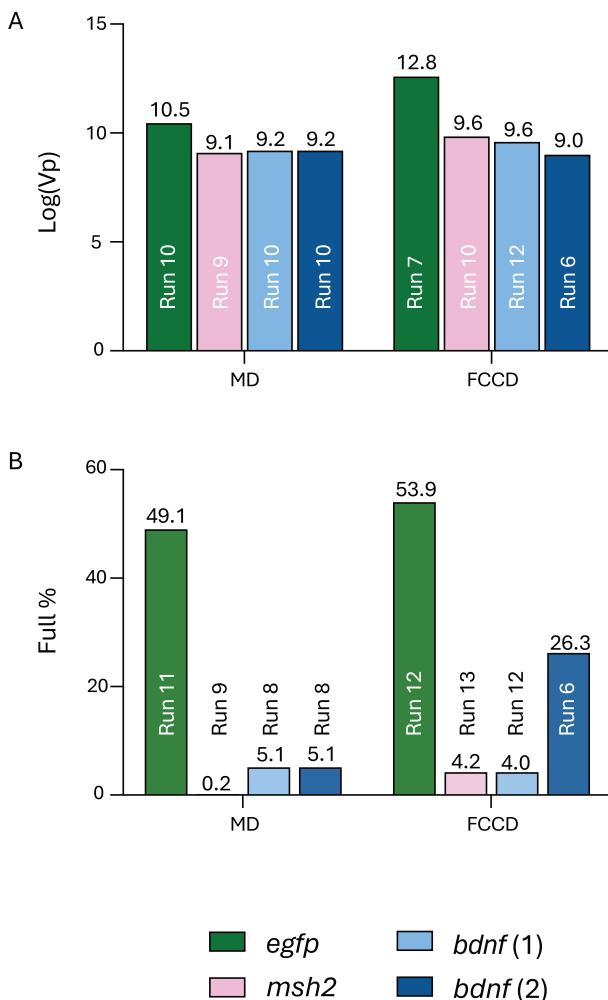 A
15
10
5
0
Log(Vp)
10.5
9.1
9.2
9.2
12.8
9.6
9.6
9.0
Run 10
Run 9
Run 10
Run 10
Run 7
Run 10
Run 12
Run 6
MD
FCCD
B
60
40
20
0
Full %
49.1
0.2
5.1
5.1
53.9
4.2
4.0
26.3
Run 11
Run 9
Run 8
Run 8
Run 12
Run 13
Run 12
Run 6
MD
FCCD
egfp
bdnf (1)
msh2
bdnf (2)